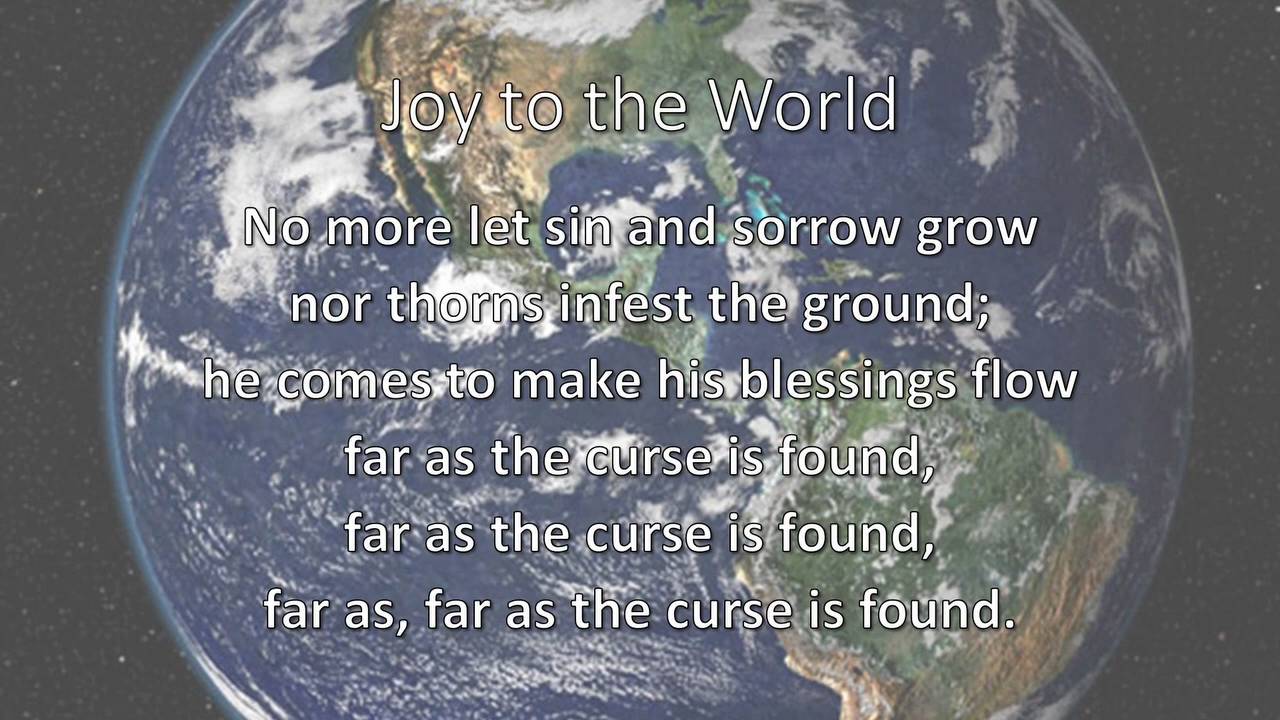 Joy to the World
No more let sin and sorrow grow
nor thorns infest the ground;
he comes to make his blessings flow
far as the curse is found,
far as the curse is found,
far as, far as the curse is found.